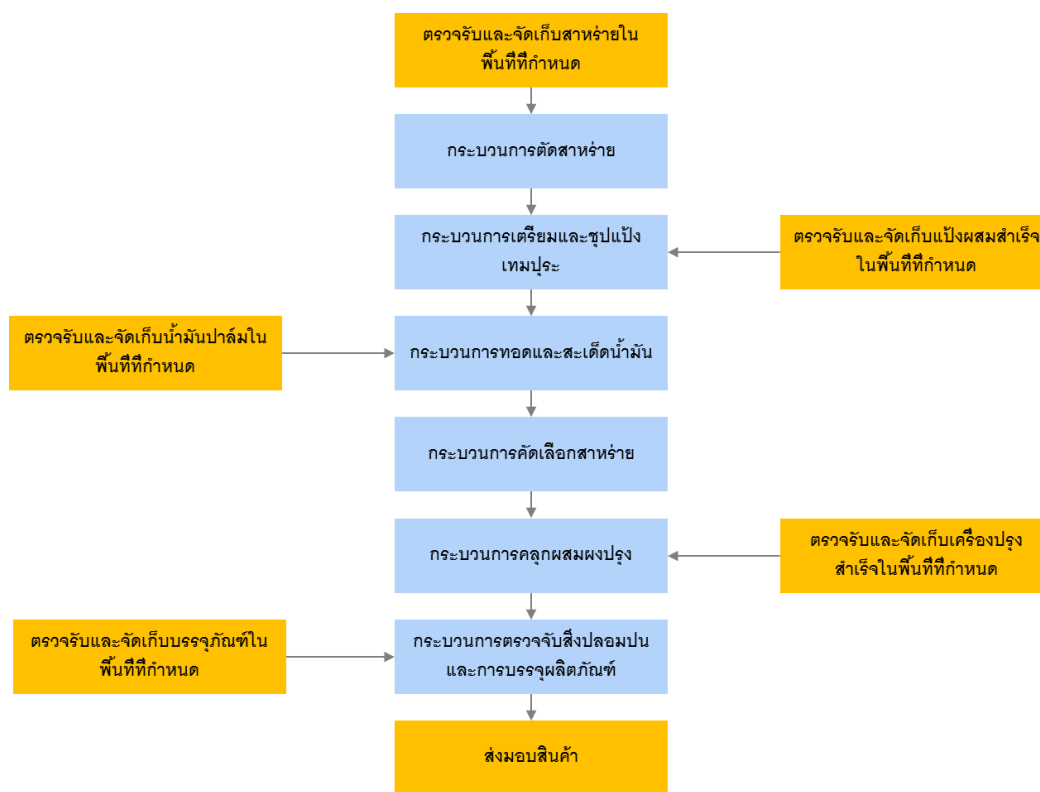 ตรวจรับและจัดเก็บสาหร่ายใน
พื้นที่ที่กำหนด
กระบวนการตัดสาหร่าย
กระบวนการเตรียมและชุปแป้ง
เทมปุระ
ตรวจรับและจัดเก็บแป้งผสมสำเร็จ
ในพื้นที่ที่กำหนด
ตรวจรับและจัดเก็บน้ำมันปาล์มใน
พื้นที่ที่กำหนด
กระบวนการทอดและสะเด็ดน้ำมัน
กระบวนการคัดเลือกสาหร่าย
กระบวนการคลุกผสมผงปรุง
ตรวจรับและจัดเก็บเครื่องปรุง
สำเร็จในพื้นที่ที่กำหนด
ตรวจรับและจัดเก็บบรรจุภัณฑ์ใน
พื้นที่ที่กำหนด
กระบวนการตรวจจับสิ่งปลอมปน
และการบรรจุผลิตภัณฑ์
ส่งมอบสินค้า